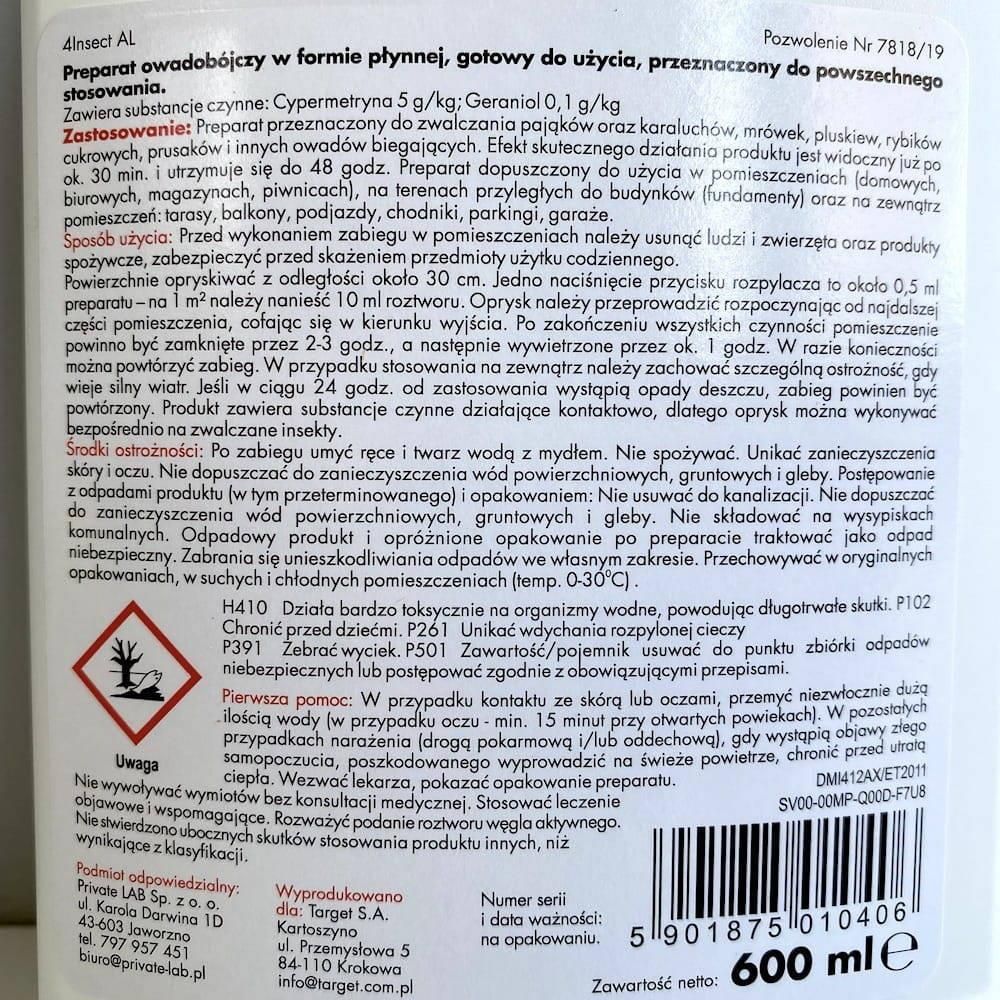 4Insect AL
Pozwolenie Nr 7818/19
Preparat owadobójczy w formie płynnej, gotowy do użycia, przeznaczony do powszechnego
stosowania.
Zawiera substancje czynne: Cypermetryna 5 g/kg; Geraniol 0,1 g/kg
Zastosowanie: Preparat przeznaczony do zwalczania pająków oraz karaluchów, mrówek, pluskiew, rybików
cukrowych, prusaków i innych owadów biegających. Efekt skutecznego działania produktu jest widoczny już po
ok. 30 min. i utrzymuje się do 48 godz. Preparat dopuszczony do użycia w pomieszczeniach (domowych,
biurowych, magazynach, piwnicach), na terenach przyległych do budynków (fundamenty) oraz na zewnątrz
pomieszczeń: tarasy, balkony, podjazdy, chodniki, parkingi, garaże.
Sposób użycia: Przed wykonaniem zabiegu w pomieszczeniach należy usunąć ludzi i zwierzęta oraz produkty
spożywcze, zabezpieczyć przed skażeniem przedmioty użytku codziennego.
Powierzchnie opryskiwać z odległości około 30 cm. Jedno naciśnięcie przycisku rozpylacza to około 0,5 ml
preparatu – na 1 m² należy nanieść 10 ml roztworu. Oprysk należy przeprowadzić rozpoczynając od najdalszej
części pomieszczenia, cofając się w kierunku wyjścia. Po zakończeniu wszystkich czynności pomieszczenie
powinno być zamknięte przez 2-3 godz., a następnie wywietrzone przez ok. 1 godz. W razie konieczności
można powtórzyć zabieg. W przypadku stosowania na zewnątrz należy zachować szczególną ostrożność, gdy
wieje silny wiatr. Jeśli w ciągu 24 godz. od zastosowania wystąpią opady deszczu, zabieg powinien być
powtórzony. Produkt zawiera substancje czynne działające kontaktowo, dlatego oprysk można wykonywać
bezpośrednio na zwalczane insekty.
Środki ostrożności: Po zabiegu umyć ręce i twarz wodą z mydłem. Nie spożywać. Unikać zanieczyszczenia
skóry i oczu. Nie dopuszczać do zanieczyszczenia wód powierzchniowych, gruntowych i gleby. Postępowanie
z odpadami produktu (w tym przeterminowanego) i opakowaniem: Nie usuwać do kanalizacji. Nie dopuszczać
do zanieczyszczenia wód powierzchniowych, gruntowych i gleby. Nie składować na wysypiskach
komunalnych. Odpadowy produkt i opróżnione opakowanie po preparacie traktować jako odpad
niebezpieczny. Zabrania się unieszkodliwiania odpadów we własnym zakresie. Przechowywać w oryginalnych
opakowaniach, w suchych i chłodnych pomieszczeniach (temp. 0-30°C) .
H410 Działa bardzo toksycznie na organizmy wodne, powodując długotrwałe skutki. P102
Chronić przed dziećmi. P261 Unikać wdychania rozpylonej cieczy
P391 Zebrać wyciek. P501 Zawartość/pojemnik usuwać do punktu zbiórki odpadów
niebezpiecznych lub postępować zgodnie z obowiązującymi przepisami.
Uwaga
Pierwsza pomoc: W przypadku kontaktu ze skórą lub oczami, przemyć niezwłocznie dużą
ilością wody (w przypadku oczu - min. 15 minut przy otwartych powiekach). W pozostałych
przypadkach narażenia (drogą pokarmową i/lub oddechową), gdy wystąpią objawy złego
samopoczucia, poszkodowanego wyprowadzić na świeże powietrze, chronić przed utratą
ciepła. Wezwać lekarza, pokazać opakowanie preparatu.
Nie wywoływać wymiotów bez konsultacji medycznej. Stosować leczenie
objawowe i wspomagające. Rozważyć podanie roztworu węgla aktywnego.
Nie stwierdzono ubocznych skutków stosowania produktu innych, niż
wynikające z klasyfikacji.
DMI412AX/ET2011
SV00-00MP-Q00D-F7U8
Podmiot odpowiedzialny:
Private LAB Sp. z o. o.
ul. Karola Darwina 1D
43-603 Jaworzno
tel. 797 957 451
biuro@private-lab.pl
Wyprodukowano
dla: Target S.A.
Kartoszyno
ul. Przemysłowa 5
84-110 Krokowa
info@target.com.pl
Numer serii
i data ważności:
na opakowaniu.
5 901875 010406
Zawartość netto: 600 ml ℮